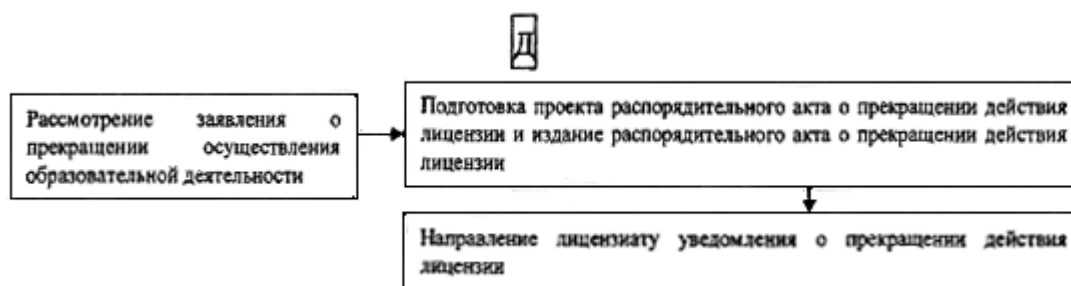 Д
Рассмотрение заявления о
прекращении осуществления
образовательной деятельности
Подготовка проекта распорядительного акта о прекращении действия
лицензии и издание распорядительного акта о прекращении действия
лицензии
Направление лицензиату уведомления о прекращении действия
лицензии